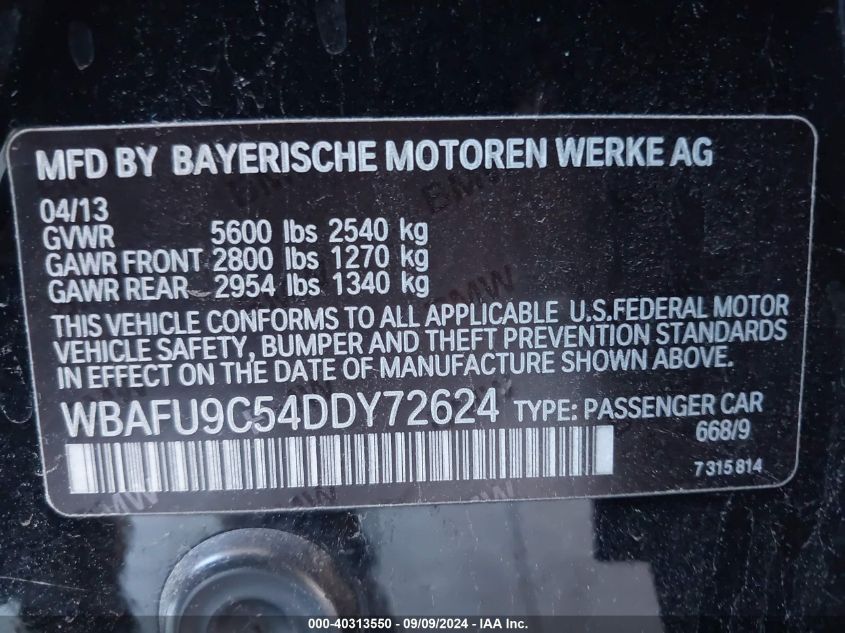 MFD BY BAYERISCHE MOTOREN WERKE AG
04/13
GVWR 5600 lbs 2540 kg
GAWR FRONT 2800 lbs 1270 kg
GAWR REAR 2954 lbs 1340 kg
THIS VEHICLE CONFORMS TO ALL APPLICABLE U.S.FEDERAL MOTOR
VEHICLE SAFETY, BUMPER AND THEFT PREVENTION STANDARDS
IN EFFECT ON THE DATE OF MANUFACTURE SHOWN ABOVE.
WBAFU9C54DDY72624 TYPE: PASSENGER CAR
668/9
7 315 814
000-40313550 - 09/09/2024 - IAA Inc.